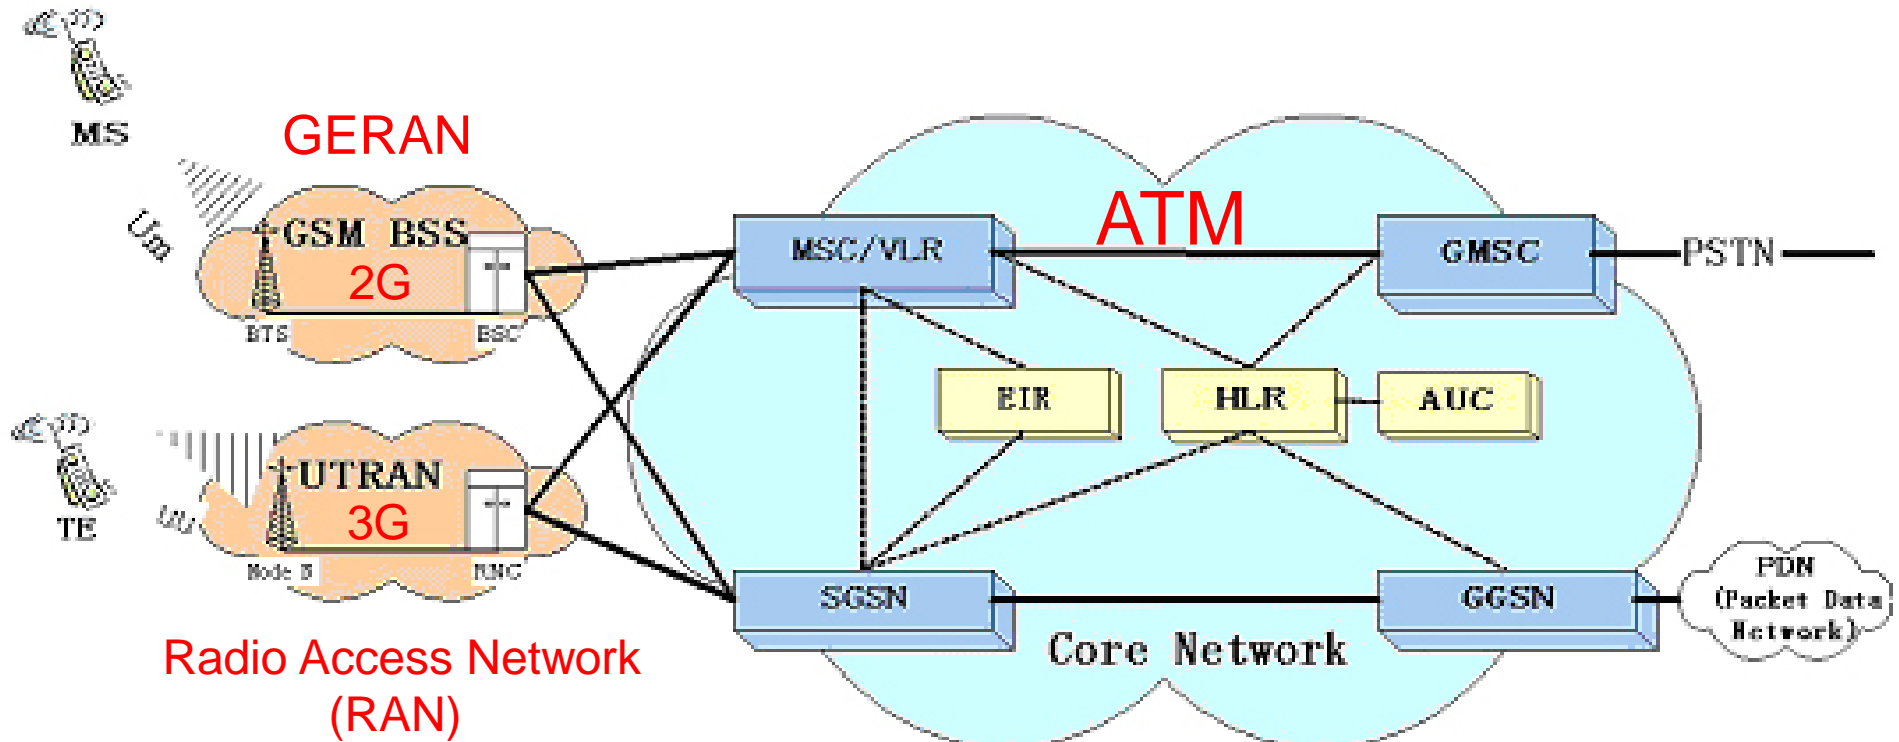 MS
GERAN
Um
GSM BSS
2G
BTS
BSC
MSC/VLR
ATM
GMSC
PSTN
EIR
HLR
AUC
TE
Uu
UTRAN
3G
Node B
RNC
SGSN
GGSN
PDN
(Packet Data
Network)
Core Network
Radio Access Network
(RAN)